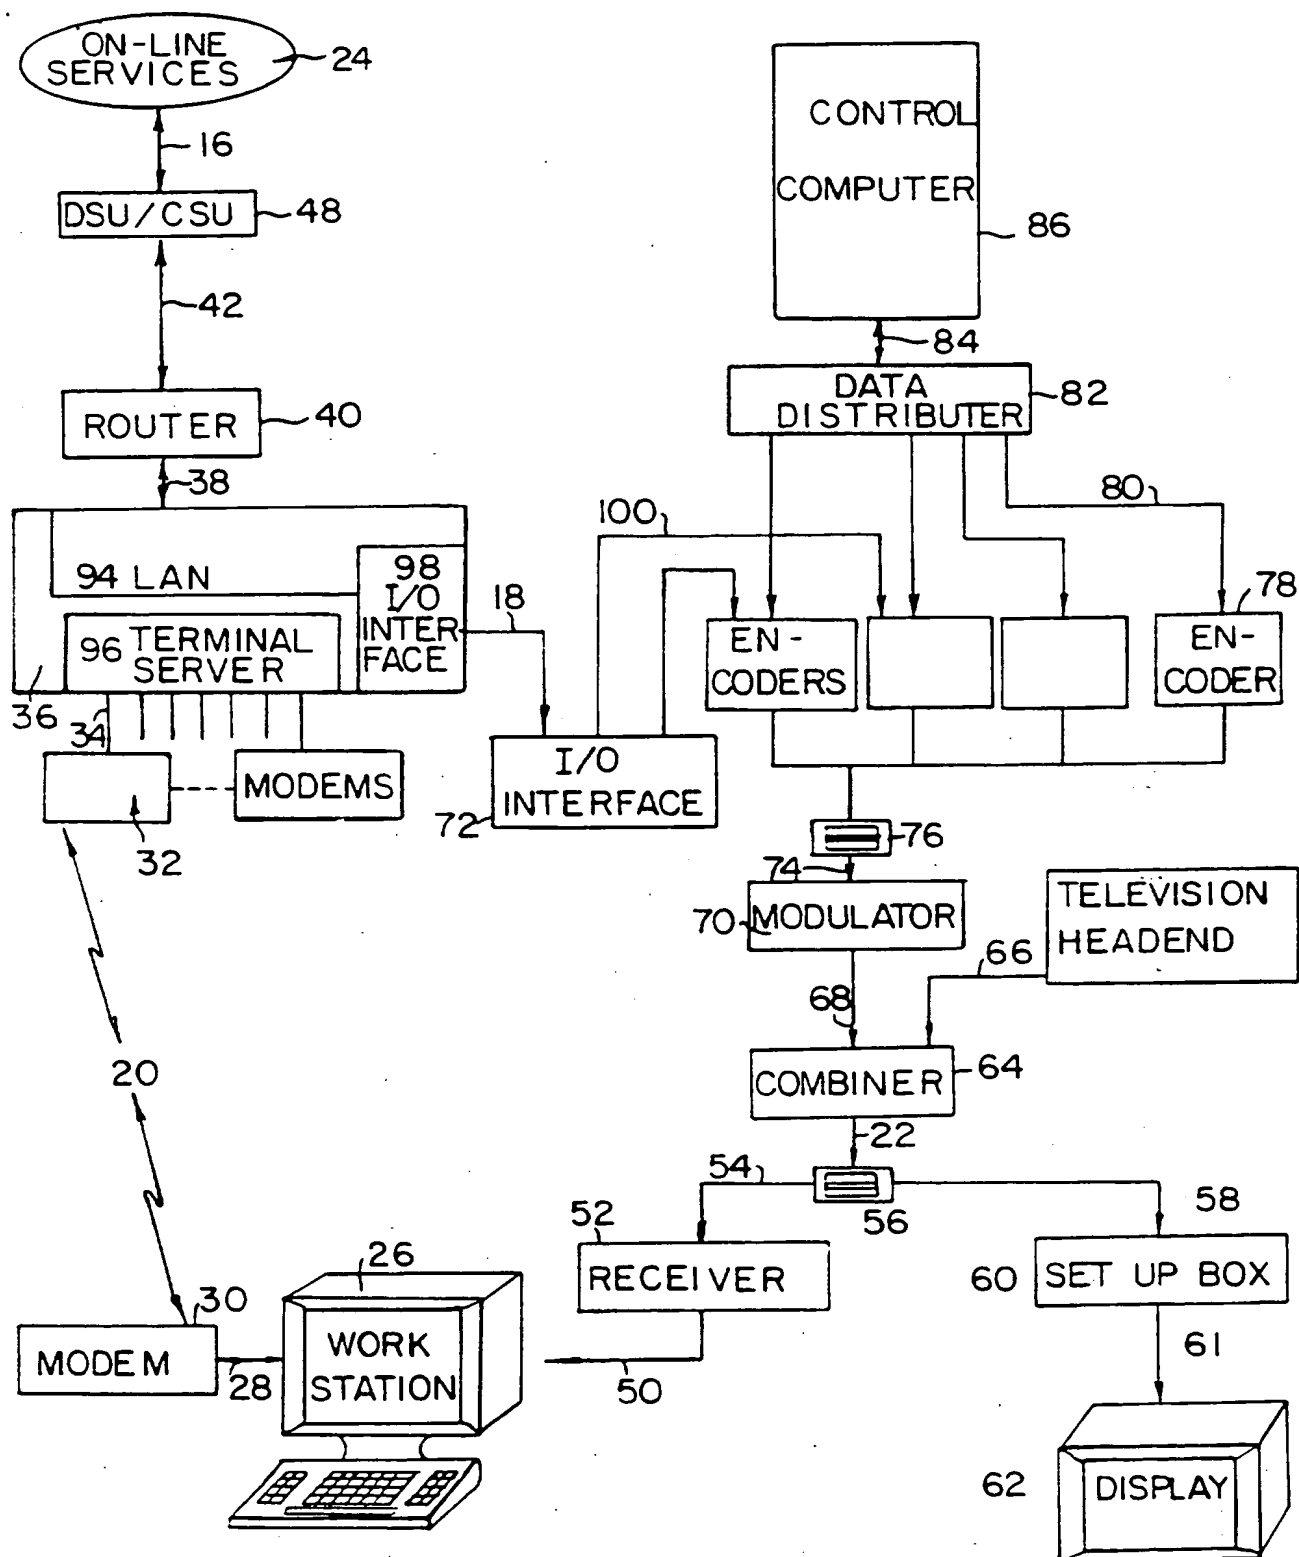 ON-LINE
SERVICES
24
16
DSU/CSU
48
42
ROUTER
40
38
94 LAN
98
I/O
INTER
FACE
96 TERMINAL
SERVER
36
34
MODEMS
32
18
20
CONTROL
COMPUTER
86
84
DATA
DISTRIBUTER
82
100
80
78
EN-
CODERS
EN-
CODER
I/O
INTERFACE
72
76
74
70
MODULATOR
TELEVISION
HEADEND
66
68
COMBINER
64
22
54
56
58
52
RECEIVER
60
SET UP BOX
61
30
MODEM
28
26
WORK
STATION
50
62
DISPLAY